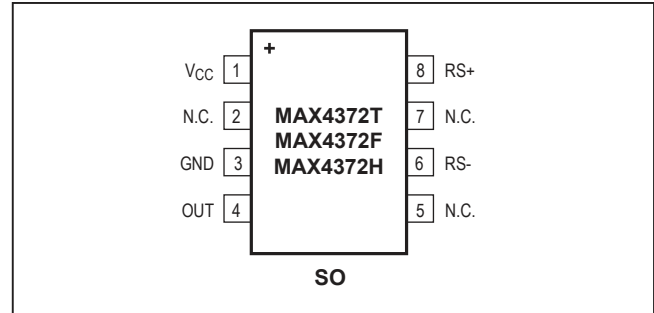 +
VCC 1 8 RS+
N.C. 2 MAX4372T 7 N.C.
MAX4372F
GND 3 MAX4372H 6 RS-
OUT 4 5 N.C.
SO